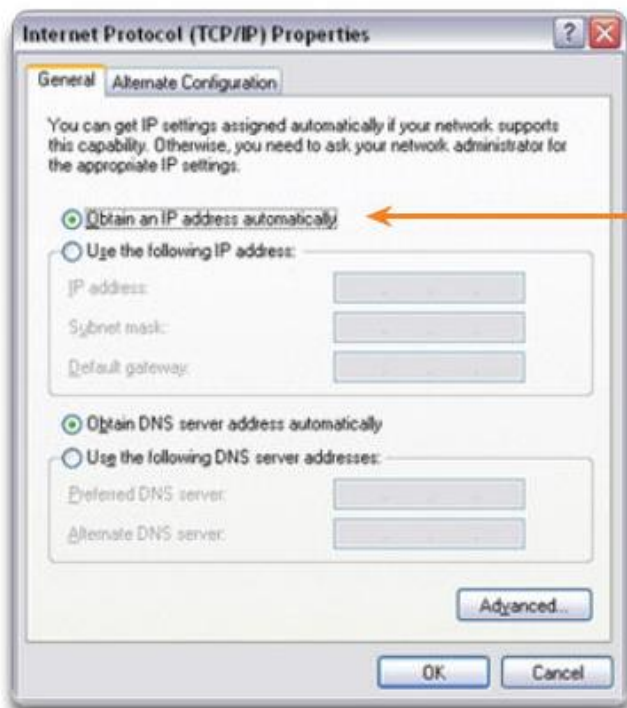 Internet Protocol (TCP/IP) Properties
General
Alternate Configuration
You can get IP settings assigned automatically if your network supports
this capability. Otherwise, you need to ask your network administrator for
the appropriate IP settings.
Obtain an IP address automatically
Use the following IP address:
IP address:
Subnet mask:
Default gateway:
Obtain DNS server address automatically
Use the following DNS server addresses:
Preferred DNS server:
Alternate DNS server:
Advanced...
OK
Cancel